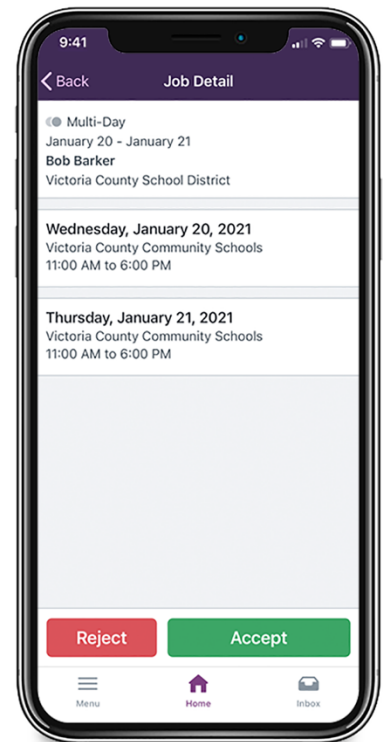 9:41
Back
Job Detail
Multi-Day
January 20 - January 21
Bob Barker
Victoria County School District
Wednesday, January 20, 2021
Victoria County Community Schools
11:00 AM to 6:00 PM
Thursday, January 21, 2021
Victoria County Community Schools
11:00 AM to 6:00 PM
Reject
Accept
Menu
Home
Inbox